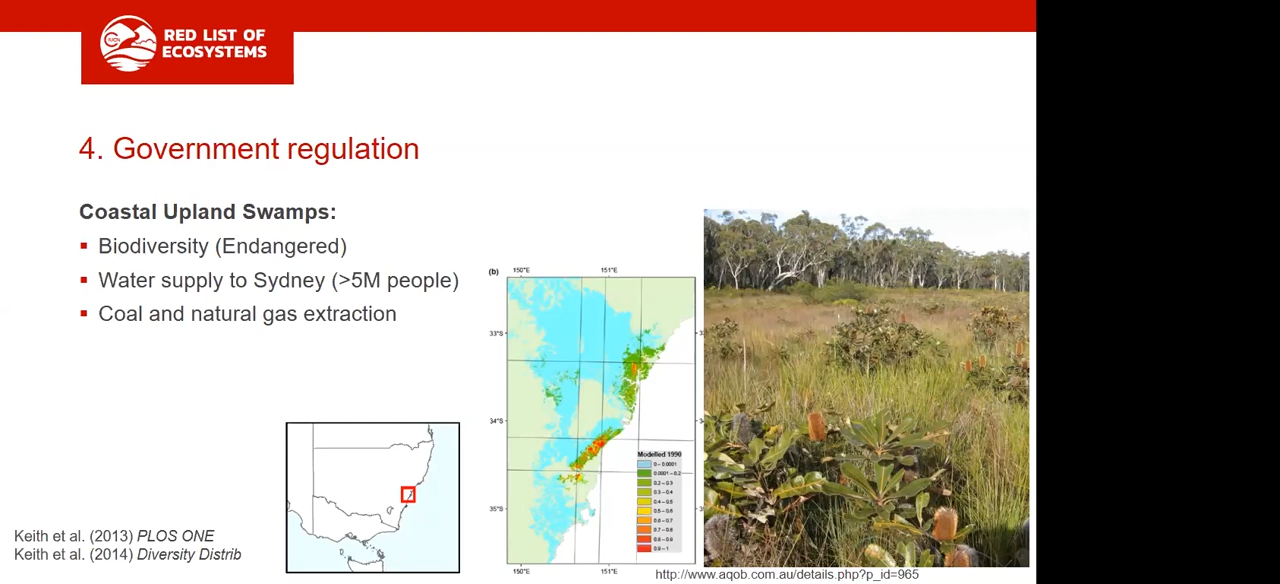 RED LIST OF
ECOSYSTEMS
4. Government regulation
Coastal Upland Swamps:
Biodiversity (Endangered)
Water supply to Sydney (>5M people)
Coal and natural gas extraction
(b)
150°E 151°E
33°S
34°S
35°S
Modelled 1990
0 – 0.0001
0.0001 – 0.2
0.2 – 0.3
0.3 – 0.4
0.4 – 0.5
0.5 – 0.6
0.6 – 0.7
0.7 – 0.8
0.8 – 0.9
0.9 – 1
150°E 151°E
Keith et al. (2013) PLOS ONE
Keith et al. (2014) Diversity Distrib
http://www.aqob.com.au/details.php?p_id=965